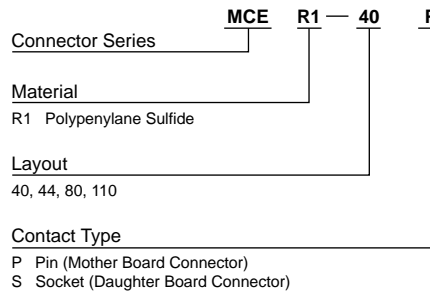 MCE R1 — 40
Connector Series
Material
R1 Polypenylane Sulfide
Layout
40, 44, 80, 110
Contact Type
P Pin (Mother Board Connector)
S Socket (Daughter Board Connector)